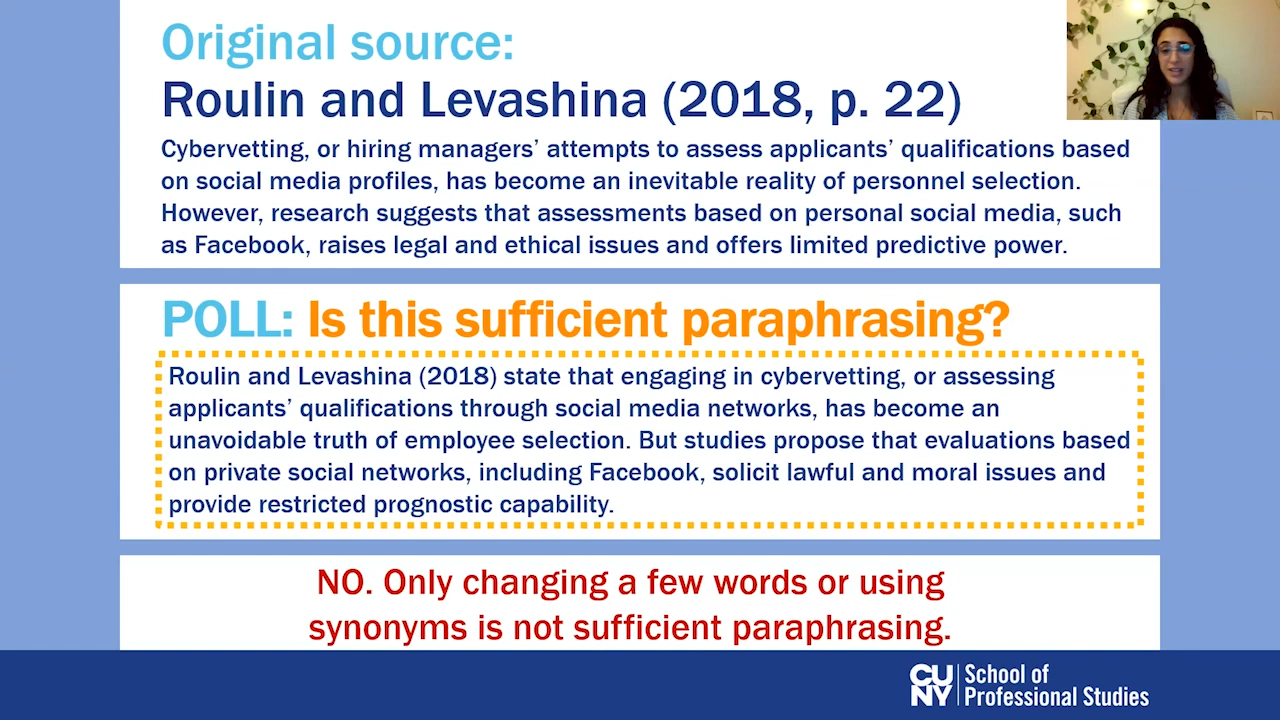 Original source:
Roulin and Levashina (2018, p. 22)
Cybervetting, or hiring managers’ attempts to assess applicants’ qualifications based
on social media profiles, has become an inevitable reality of personnel selection.
However, research suggests that assessments based on personal social media, such
as Facebook, raises legal and ethical issues and offers limited predictive power.
POLL: Is this sufficient paraphrasing?
Roulin and Levashina (2018) state that engaging in cybervetting, or assessing
applicants’ qualifications through social media networks, has become an
unavoidable truth of employee selection. But studies propose that evaluations based
on private social networks, including Facebook, solicit lawful and moral issues and
provide restricted prognostic capability.
NO. Only changing a few words or using
synonyms is not sufficient paraphrasing.
CU
NY
School of
Professional Studies